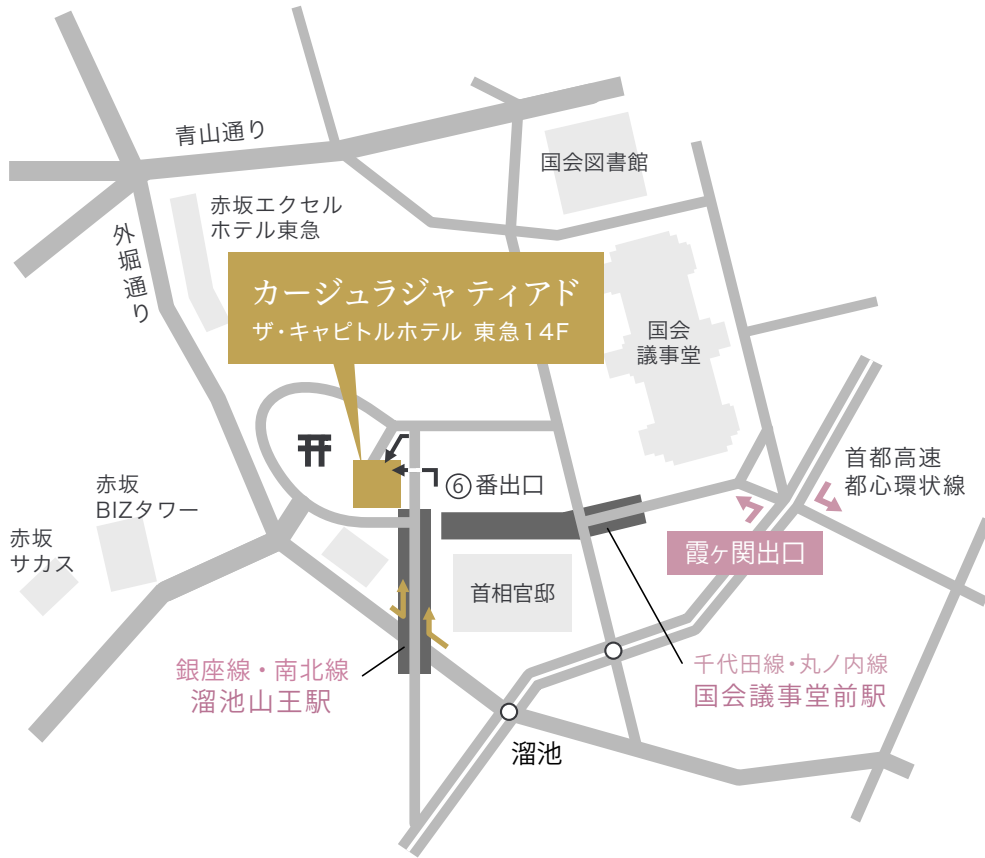 青山通り
国会図書館
赤坂エクセル
ホテル東急
外堀通り
カージュラジャ ティアド
ザ・キャピトルホテル 東急14F
国会
議事堂
首都高速
都心環状線
⑥番出口
赤坂
BIZタワー
赤坂
サカス
霞ヶ関出口
首相官邸
銀座線・南北線
溜池山王駅
千代田線・丸ノ内線
国会議事堂前駅
溜池